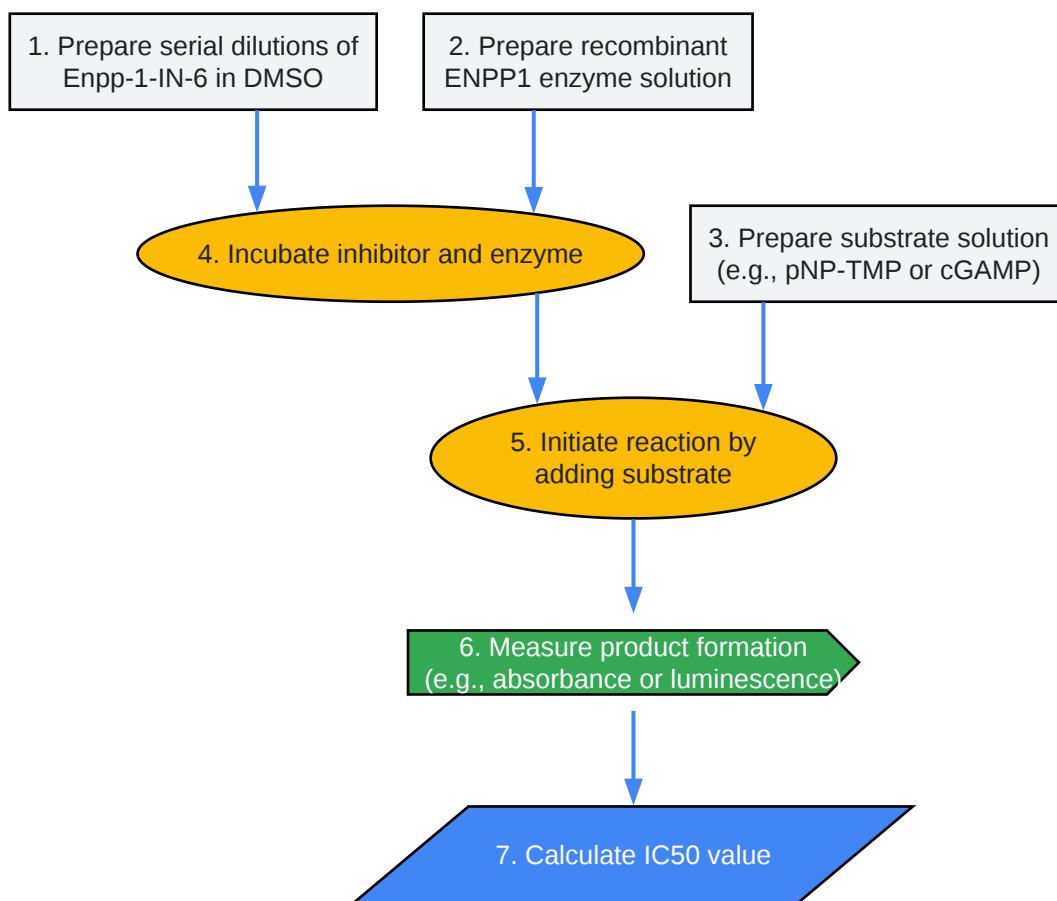 1. Prepare serial dilutions of
Enpp-1-IN-6 in DMSO
2. Prepare recombinant
ENPP1 enzyme solution
4. Incubate inhibitor and enzyme
3. Prepare substrate solution
(e.g., pNP-TMP or cGAMP)
5. Initiate reaction by
adding substrate
6. Measure product formation
(e.g., absorbance or luminescence)
7. Calculate IC50 value